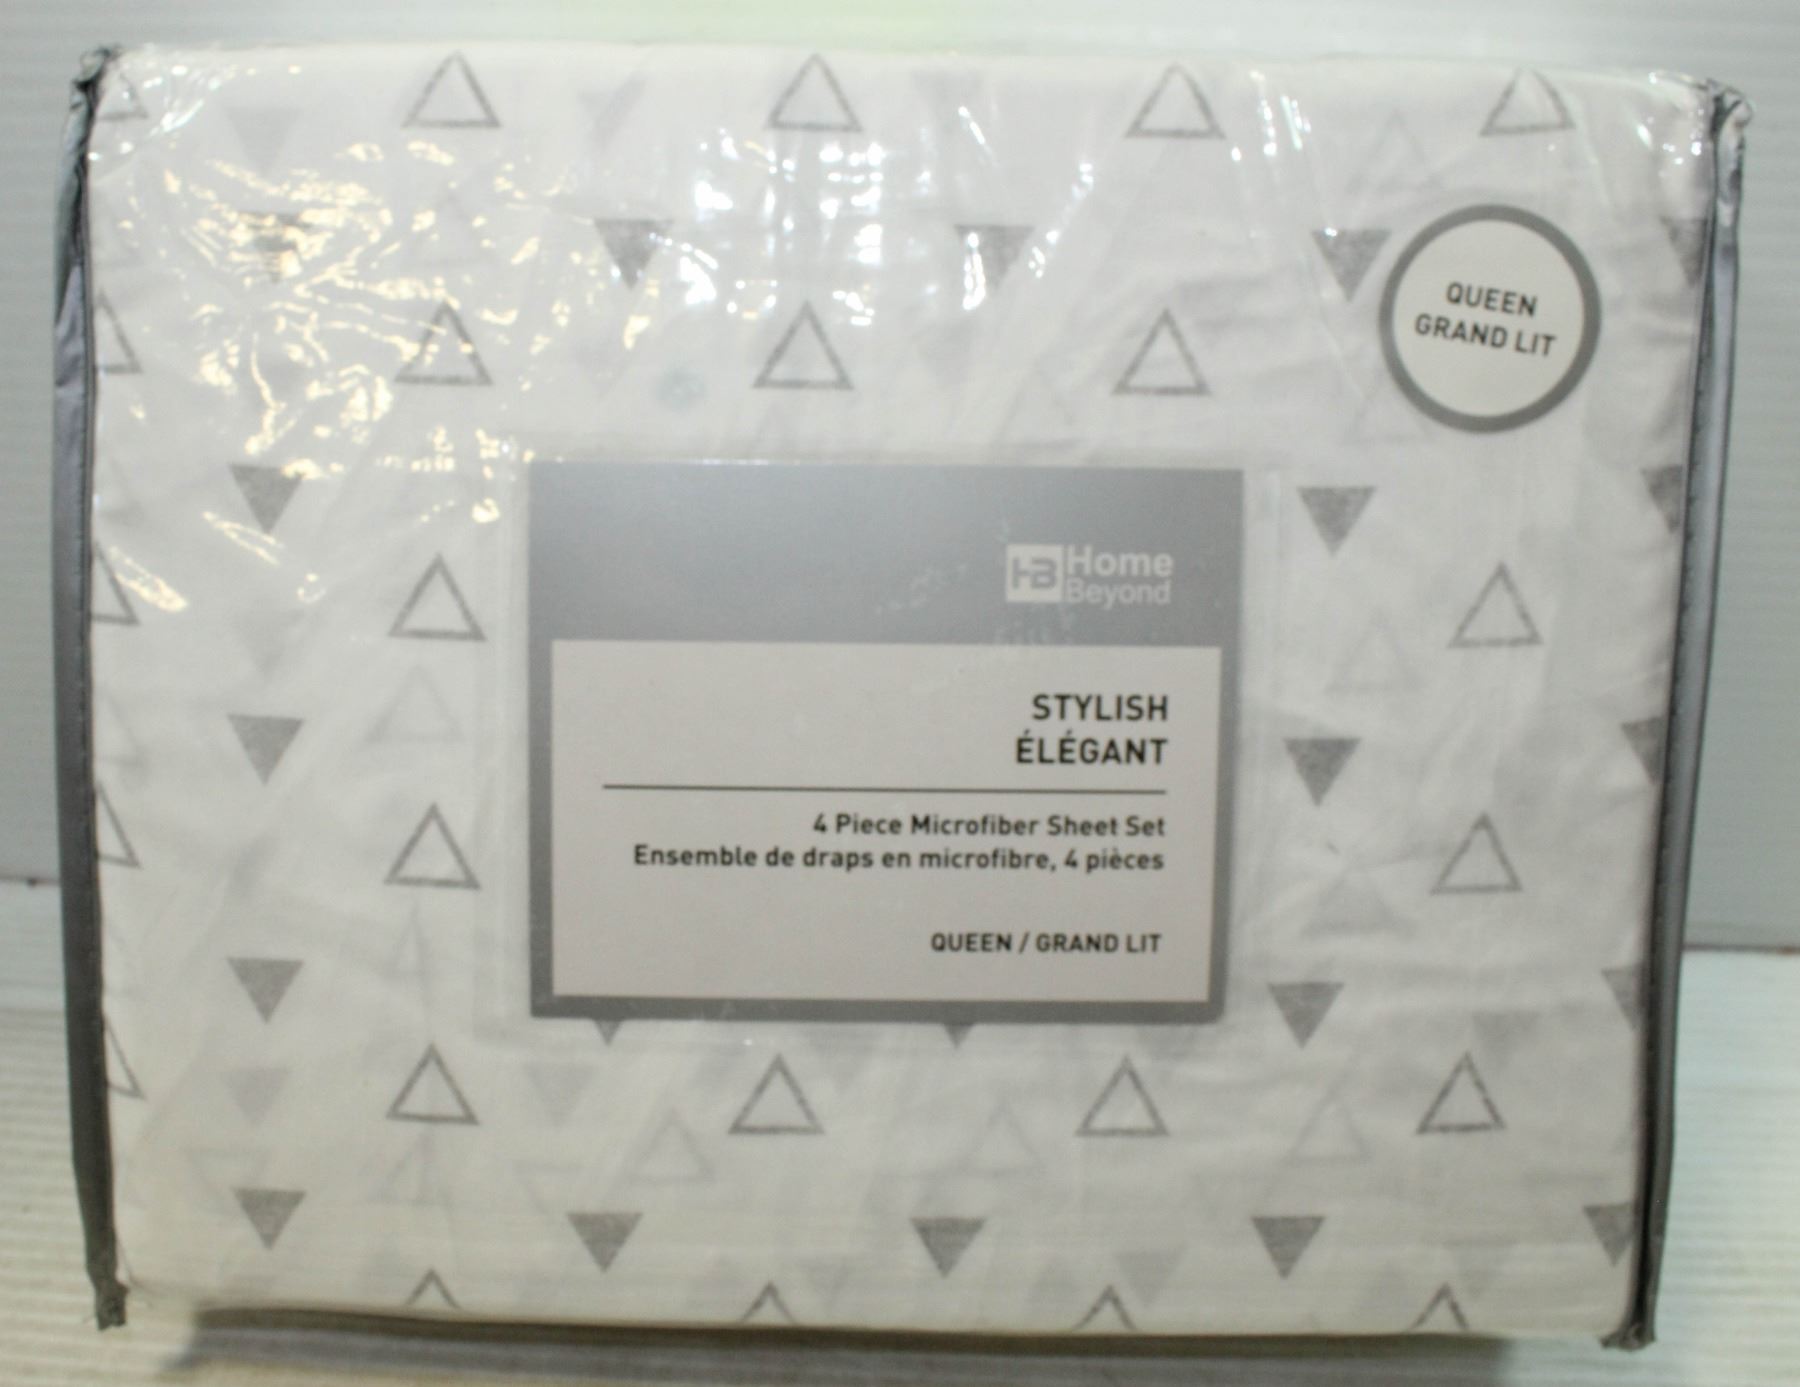 QUEEN
GRAND LIT
HB Home
Beyond
STYLISH
ÉLÉGANT
4 Piece Microfiber Sheet Set
Ensemble de draps en microfibre, 4 pièces
QUEEN / GRAND LIT